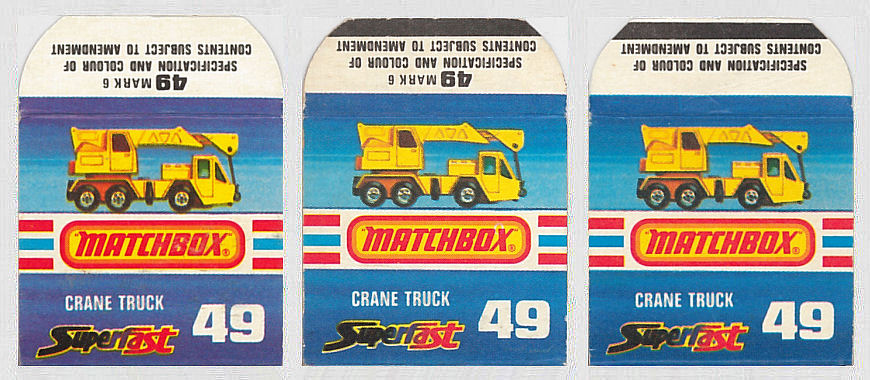 49 MARK 6
SPECIFICATION AND COLOUR OF
CONTENTS SUBJECT TO AMENDMENT
MATCHBOX®
CRANE TRUCK
Superfast
49
49 MARK 6
SPECIFICATION AND COLOUR OF
CONTENTS SUBJECT TO AMENDMENT
MATCHBOX®
CRANE TRUCK
Superfast
49
SPECIFICATION AND COLOUR OF
CONTENTS SUBJECT TO AMENDMENT
MATCHBOX®
CRANE TRUCK
Superfast
49